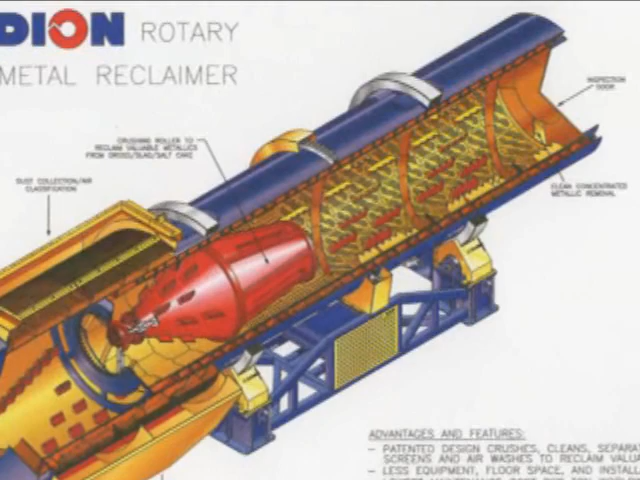 DION ROTARY
METAL RECLAIMER
CRUSHING ROLLER TO
RECLAIM VALUABLE METALLICS
FROM DROSS/SLAG/SALT CAKE
INSPECTION
DOOR
DUST COLLECTION/AIR
CLASSIFICATION
CLEAN CONCENTRATED
METALLIC REMOVAL
ADVANTAGES AND FEATURES:
- PATENTED DESIGN CRUSHES, CLEANS, SEPARAT
SCREENS AND AIR WASHES TO RECLAIM VALUA
- LESS EQUIPMENT, FLOOR SPACE, AND INSTALL